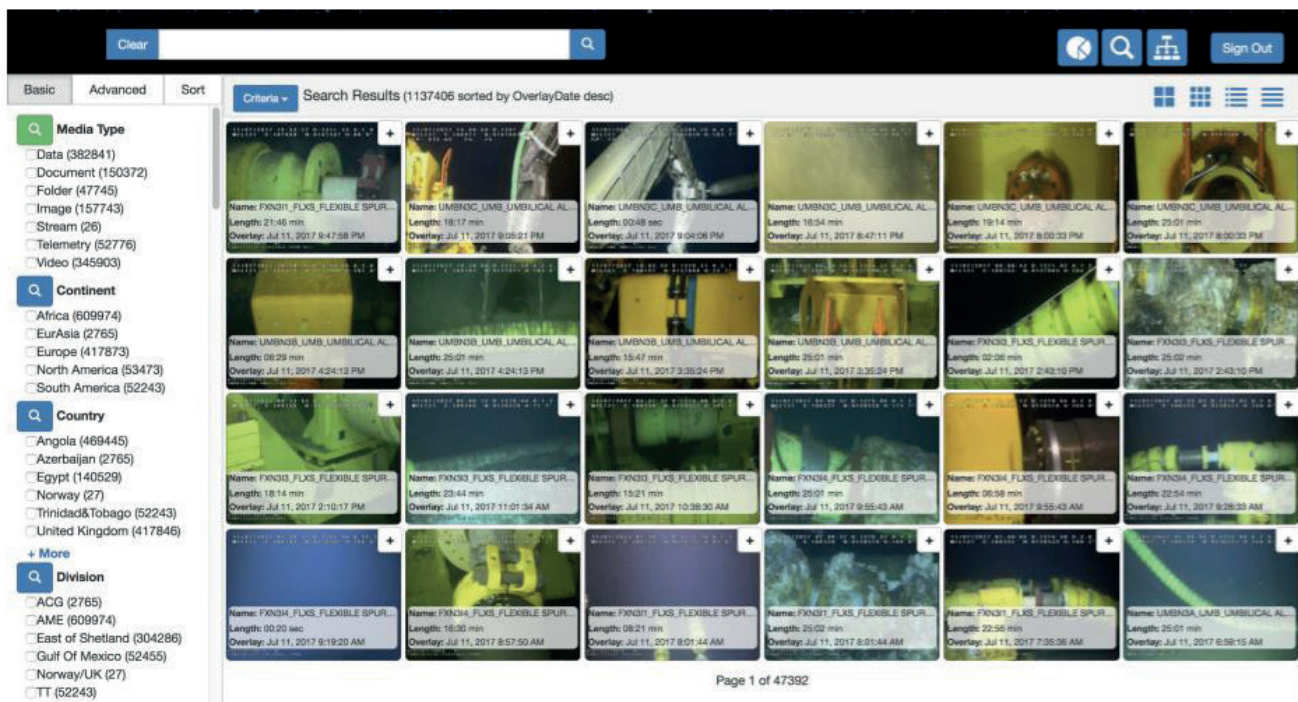 Clear
Sign Out
Basic Advanced Sort
Criteria Search Results (1137406 sorted by OverlayDate desc)
Media Type
Data (382841)
Document (150372)
Folder (47745)
Image (157743)
Stream (26)
Telemetry (52776)
Video (345903)
Continent
Africa (609974)
EurAsia (2765)
Europe (417873)
North America (53473)
South America (52243)
Country
Angola (469445)
Azerbaijan (2765)
Egypt (140529)
Norway (27)
Trinidad&Tobago (52243)
United Kingdom (417846)
+ More
Division
ACG (2765)
AME (609974)
East of Shetland (304286)
Gulf Of Mexico (52455)
Norway/UK (27)
TT (52243)
Name: FXN3I1_FLXS_FLEXIBLE SPUR...
Length: 21:46 min
Overlay: Jul 11, 2017 9:47:58 PM
Name: UMBN3C_UMB_UMBILICAL AL...
Length: 18:17 min
Overlay: Jul 11, 2017 9:05:21 PM
Name: UMBN3C_UMB_UMBILICAL AL...
Length: 00:48 sec
Overlay: Jul 11, 2017 9:04:06 PM
Name: UMBN3C_UMB_UMBILICAL AL...
Length: 16:54 min
Overlay: Jul 11, 2017 8:47:11 PM
Name: UMBN3C_UMB_UMBILICAL AL...
Length: 19:14 min
Overlay: Jul 11, 2017 8:00:33 PM
Name: UMBN3C_UMB_UMBILICAL AL...
Length: 25:01 min
Overlay: Jul 11, 2017 8:00:33 PM
Name: UMBN3B_UMB_UMBILICAL AL...
Length: 08:29 min
Overlay: Jul 11, 2017 4:24:13 PM
Name: UMBN3B_UMB_UMBILICAL AL...
Length: 25:01 min
Overlay: Jul 11, 2017 4:24:13 PM
Name: UMBN3B_UMB_UMBILICAL AL...
Length: 15:47 min
Overlay: Jul 11, 2017 3:35:24 PM
Name: UMBN3B_UMB_UMBILICAL AL...
Length: 25:01 min
Overlay: Jul 11, 2017 3:35:24 PM
Name: FXN3I3_FLXS_FLEXIBLE SPUR...
Length: 02:06 min
Overlay: Jul 11, 2017 2:43:10 PM
Name: FXN3I3_FLXS_FLEXIBLE SPUR...
Length: 25:02 min
Overlay: Jul 11, 2017 2:43:10 PM
Name: FXN3I3_FLXS_FLEXIBLE SPUR...
Length: 18:14 min
Overlay: Jul 11, 2017 2:10:17 PM
Name: FXN3I3_FLXS_FLEXIBLE SPUR...
Length: 23:44 min
Overlay: Jul 11, 2017 11:01:34 AM
Name: FXN3I3_FLXS_FLEXIBLE SPUR...
Length: 15:21 min
Overlay: Jul 11, 2017 10:38:30 AM
Name: FXN3I4_FLXS_FLEXIBLE SPUR...
Length: 25:01 min
Overlay: Jul 11, 2017 9:55:43 AM
Name: FXN3I4_FLXS_FLEXIBLE SPUR...
Length: 06:58 min
Overlay: Jul 11, 2017 9:55:43 AM
Name: FXN3I4_FLXS_FLEXIBLE SPUR...
Length: 22:54 min
Overlay: Jul 11, 2017 9:28:33 AM
Name: FXN3I4_FLXS_FLEXIBLE SPUR...
Length: 00:20 sec
Overlay: Jul 11, 2017 9:19:20 AM
Name: FXN3I4_FLXS_FLEXIBLE SPUR...
Length: 16:30 min
Overlay: Jul 11, 2017 8:57:50 AM
Name: FXN3I1_FLXS_FLEXIBLE SPUR...
Length: 08:21 min
Overlay: Jul 11, 2017 8:01:44 AM
Name: FXN3I1_FLXS_FLEXIBLE SPUR...
Length: 25:02 min
Overlay: Jul 11, 2017 8:01:44 AM
Name: FXN3I1_FLXS_FLEXIBLE SPUR...
Length: 22:56 min
Overlay: Jul 11, 2017 7:35:36 AM
Name: UMBN3A_UMB_UMBILICAL AL...
Length: 25:01 min
Overlay: Jul 11, 2017 6:59:15 AM
Page 1 of 47392